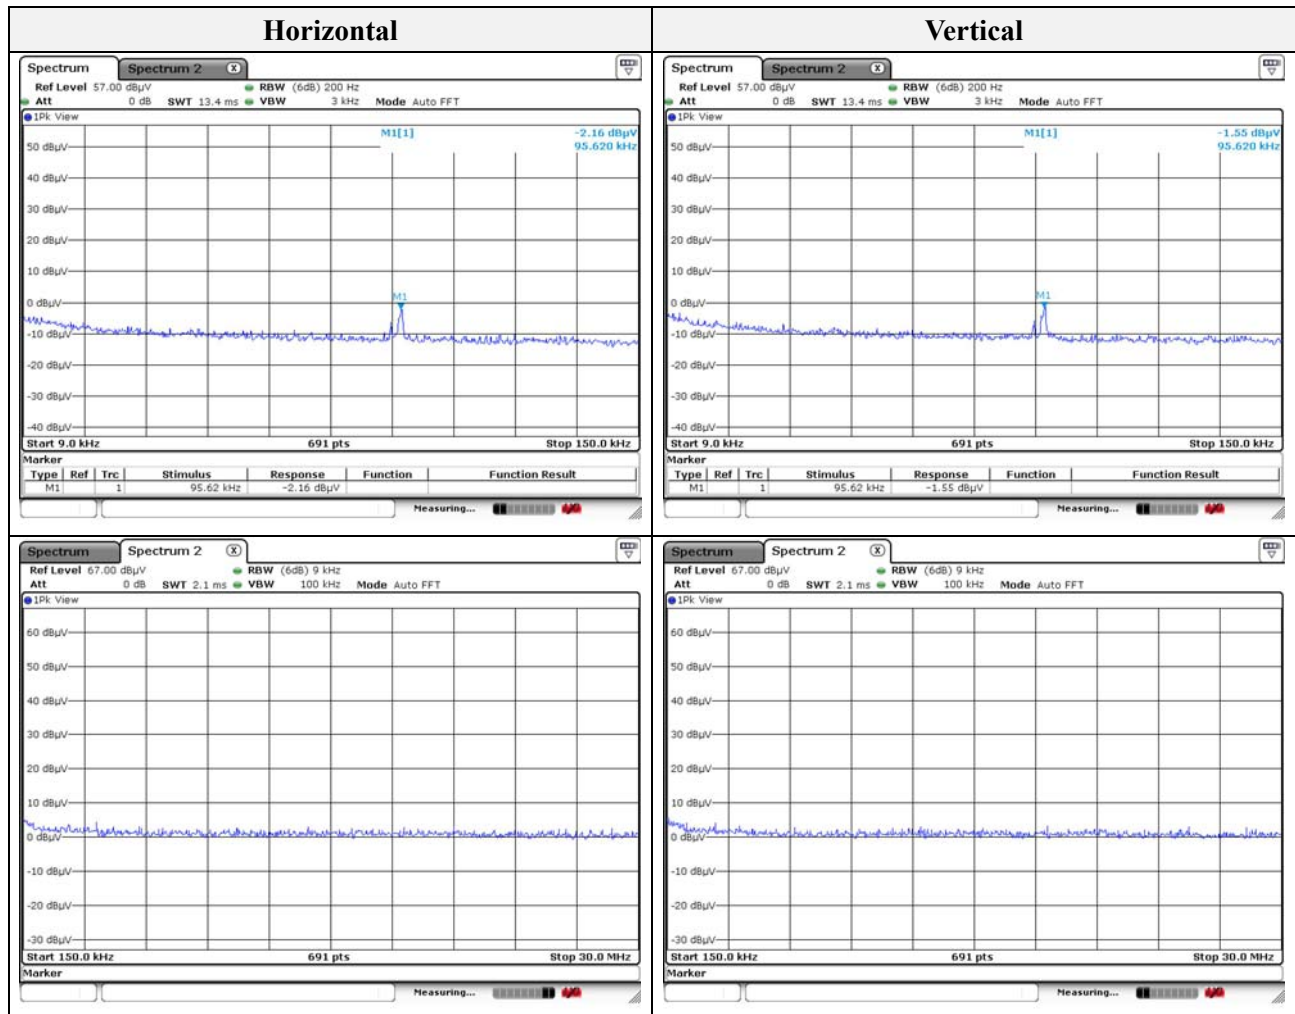 Horizontal
Vertical
Spectrum Spectrum 2 X
Ref Level 57.00 dBµV RBW (6dB) 200 Hz
Att 0 dB SWT 13.4 ms VBW 3 kHz Mode Auto FFT
1Pk View
M1[1] -2.16 dBµV
95.620 kHz
50 dBµV
40 dBµV
30 dBµV
20 dBµV
10 dBµV
M1
0 dBµV
-10 dBµV
-20 dBµV
-30 dBµV
-40 dBµV
Start 9.0 kHz 691 pts Stop 150.0 kHz
Marker
Type Ref Trc Stimulus Response Function Function Result
M1 1 95.62 kHz -2.16 dBµV
Measuring...
Spectrum Spectrum 2 X
Ref Level 57.00 dBµV RBW (6dB) 200 Hz
Att 0 dB SWT 13.4 ms VBW 3 kHz Mode Auto FFT
1Pk View
M1[1] -1.55 dBµV
95.620 kHz
50 dBµV
40 dBµV
30 dBµV
20 dBµV
10 dBµV
M1
0 dBµV
-10 dBµV
-20 dBµV
-30 dBµV
-40 dBµV
Start 9.0 kHz 691 pts Stop 150.0 kHz
Marker
Type Ref Trc Stimulus Response Function Function Result
M1 1 95.62 kHz -1.55 dBµV
Measuring...
Spectrum Spectrum 2 X
Ref Level 67.00 dBµV RBW (6dB) 9 kHz
Att 0 dB SWT 2.1 ms VBW 100 kHz Mode Auto FFT
1Pk View
60 dBµV
50 dBµV
40 dBµV
30 dBµV
20 dBµV
10 dBµV
0 dBµV
-10 dBµV
-20 dBµV
-30 dBµV
Start 150.0 kHz 691 pts Stop 30.0 MHz
Marker
Measuring...
Spectrum Spectrum 2 X
Ref Level 67.00 dBµV RBW (6dB) 9 kHz
Att 0 dB SWT 2.1 ms VBW 100 kHz Mode Auto FFT
1Pk View
60 dBµV
50 dBµV
40 dBµV
30 dBµV
20 dBµV
10 dBµV
0 dBµV
-10 dBµV
-20 dBµV
-30 dBµV
Start 150.0 kHz 691 pts Stop 30.0 MHz
Marker
Measuring...